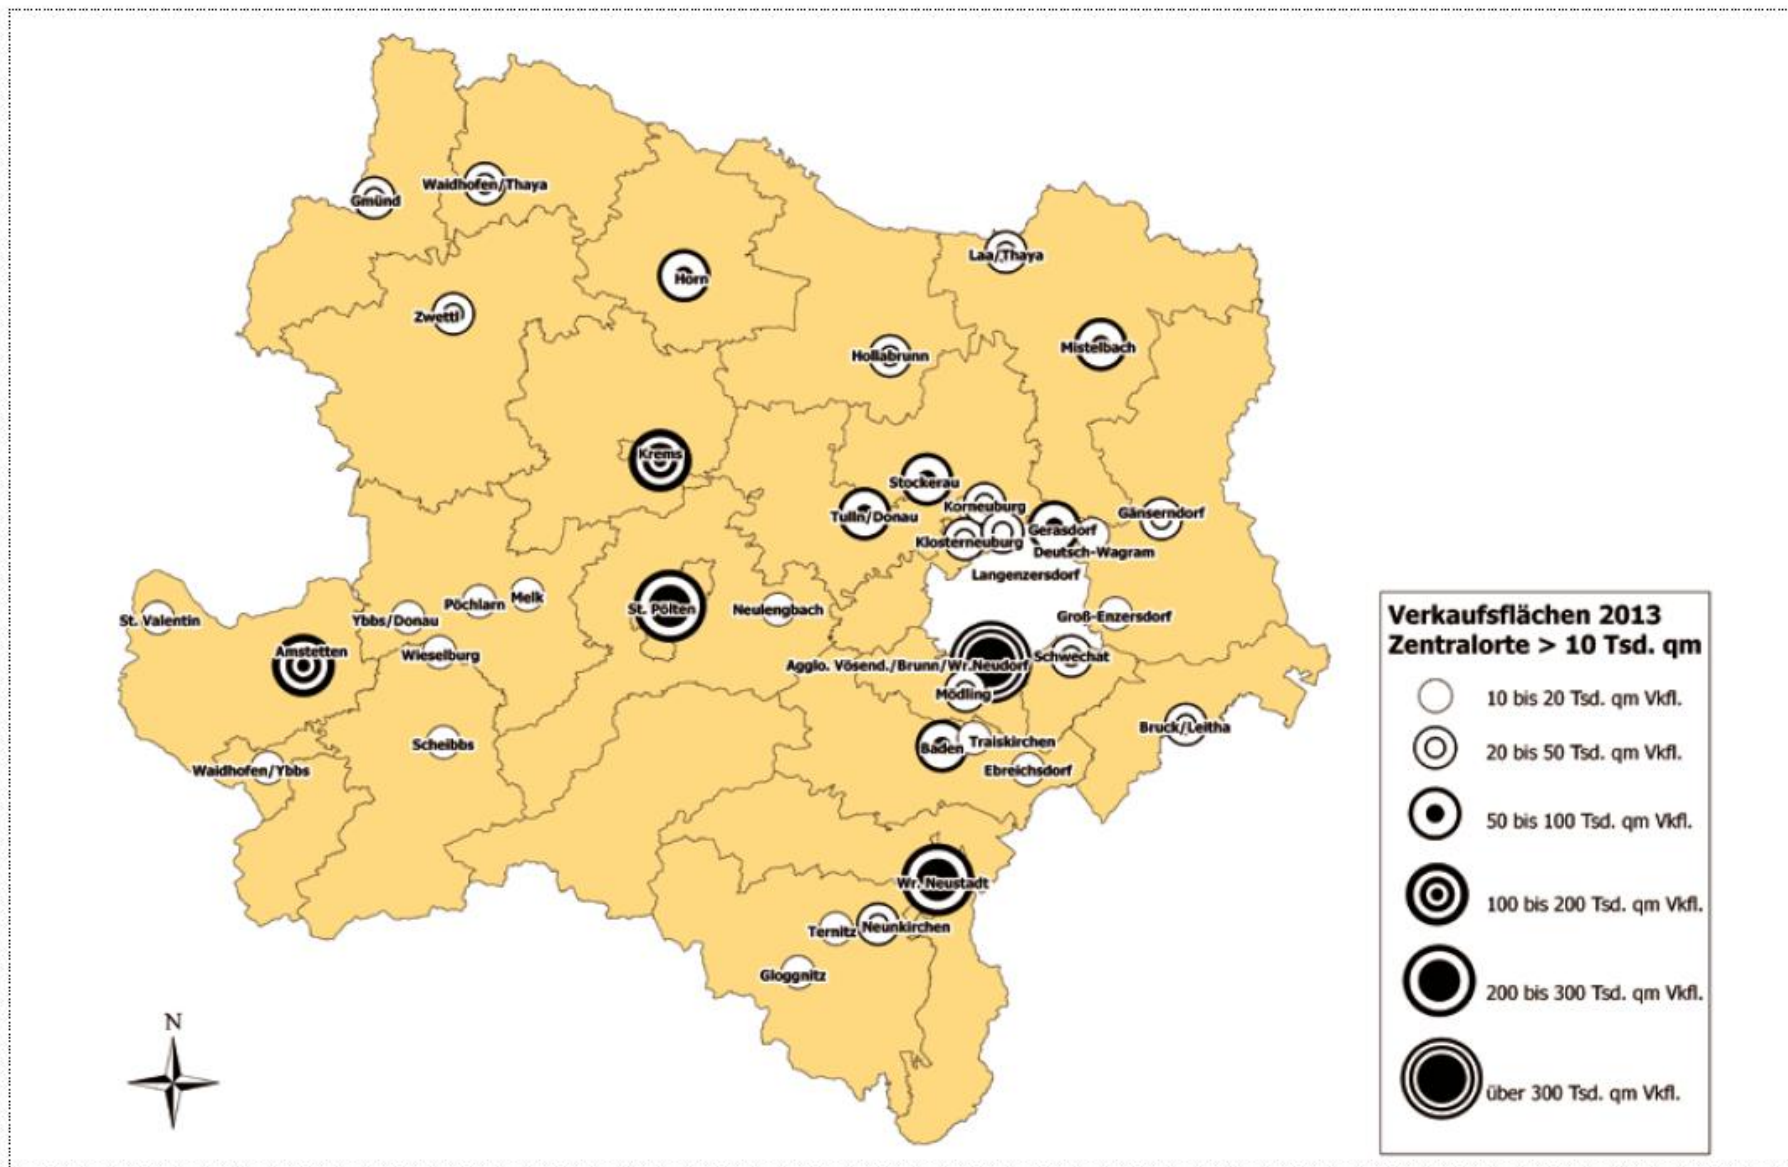 Waidhofen/Thaya
Gmünd
Laa/Thaya
Horn
Zwettl
Mistelbach
Hollabrunn
Krems
Stockerau
Korneuburg
Gänserndorf
Tulln/Donau
Gerasdorf
Klosterneuburg
Deutsch-Wagram
Langenzersdorf
Melk
Pöchlarn
St. Pölten
Neulengbach
Groß-Enzersdorf
St. Valentin
Ybbs/Donau
Amstetten
Wieselburg
Schwechat
Agglo. Vösend./Brunn/Wr.Neudorf
Mödling
Bruck/Leitha
Scheibbs
Baden
Traiskirchen
Waidhofen/Ybbs
Ebreichsdorf
Wr. Neustadt
Ternitz
Neunkirchen
Gloggnitz
N
Verkaufsflächen 2013
Zentralorte > 10 Tsd. qm
10 bis 20 Tsd. qm Vkfl.
20 bis 50 Tsd. qm Vkfl.
50 bis 100 Tsd. qm Vkfl.
100 bis 200 Tsd. qm Vkfl.
200 bis 300 Tsd. qm Vkfl.
über 300 Tsd. qm Vkfl.